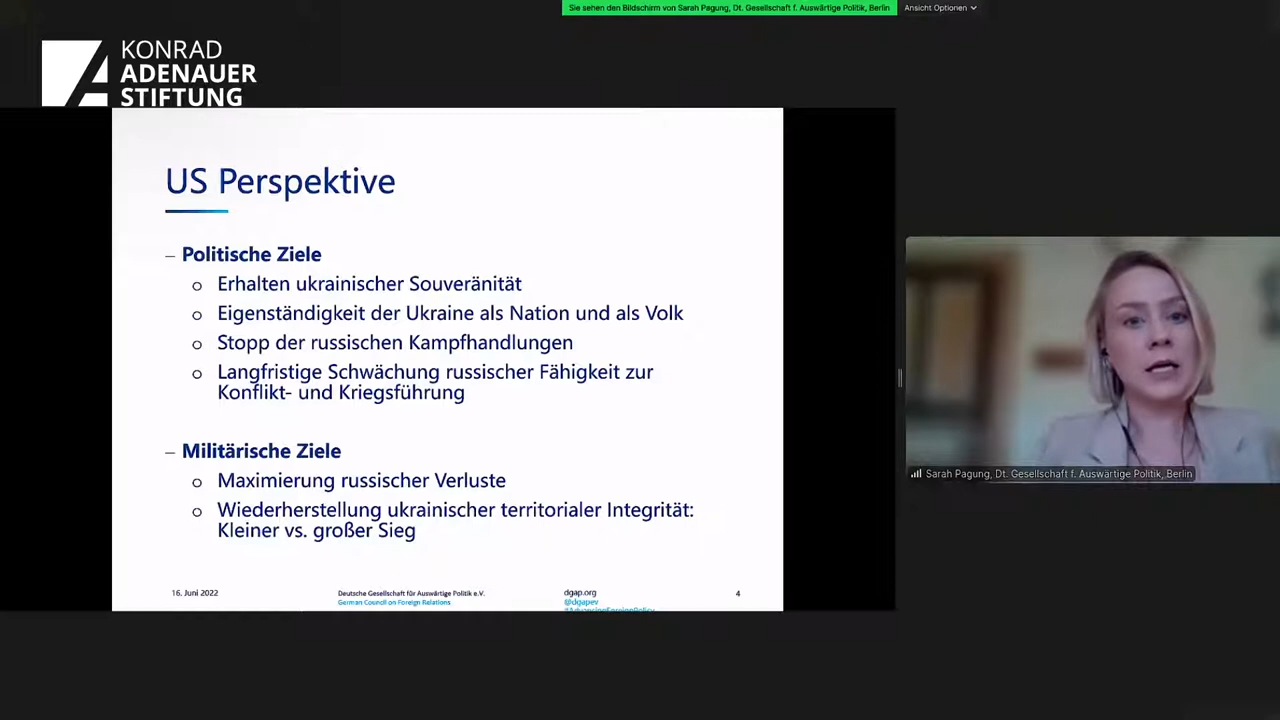 Sie sehen den Bildschirm von Sarah Pagung, Dt. Gesellschaft f. Auswärtige Politik, Berlin
Ansicht Optionen
KONRAD
ADENAUER
STIFTUNG
US Perspektive
– Politische Ziele
o Erhalten ukrainischer Souveränität
o Eigenständigkeit der Ukraine als Nation und als Volk
o Stopp der russischen Kampfhandlungen
o Langfristige Schwächung russischer Fähigkeit zur
Konflikt- und Kriegsführung
– Militärische Ziele
o Maximierung russischer Verluste
o Wiederherstellung ukrainischer territorialer Integrität:
Kleiner vs. großer Sieg
16. Juni 2022
Deutsche Gesellschaft für Auswärtige Politik e.V.
German Council on Foreign Relations
dgap.org
@dgapev
#AdvancingForeignPolicy
4
Sarah Pagung, Dt. Gesellschaft f. Auswärtige Politik, Berlin